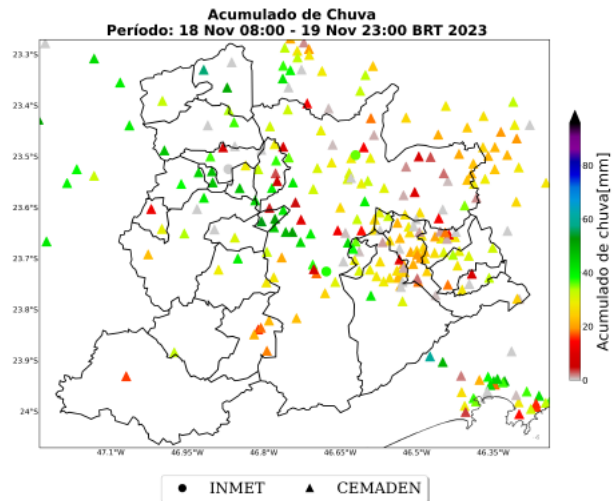 Acumulado de Chuva
Período: 18 Nov 08:00 - 19 Nov 23:00 BRT 2023
23.3°S
23.4°S
23.5°S
23.6°S
23.7°S
23.8°S
23.9°S
24°S
47.1°W
46.95°W
46.8°W
46.65°W
46.5°W
46.35°W
80
60
40
20
0
Acumulado de chuva[mm]
INMET
CEMADEN